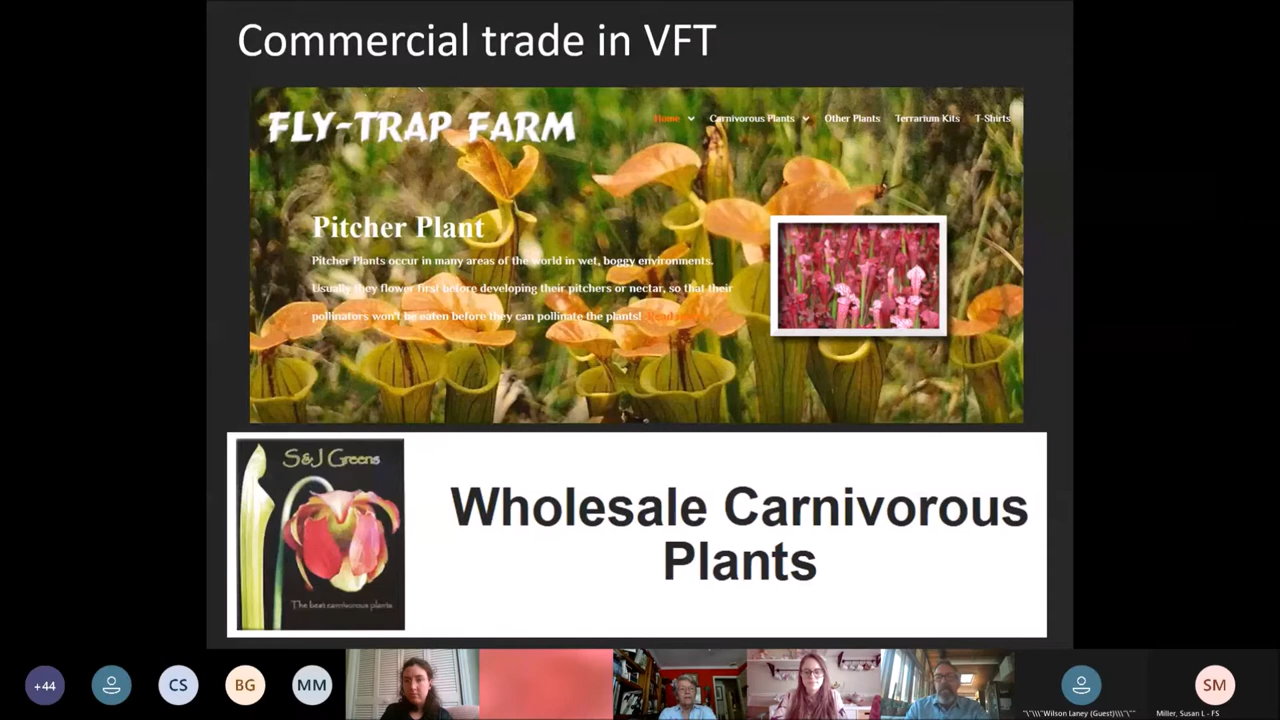 Commercial trade in VFT
FLY-TRAP FARM
Home Carnivorous Plants Other Plants Terrarium Kits T-Shirts
Pitcher Plant
Pitcher Plants occur in many areas of the world in wet, boggy environments.
Usually they flower first before developing their pitchers or nectar, so that their
pollinators won't be eaten before they can pollinate the plants!
S&J Greens
The best carnivorous plants
Wholesale Carnivorous
Plants
+44
CS
BG
MM
SM
"\"\\\"Wilson Laney (Guest)\\\"\""
Miller, Susan L - FS